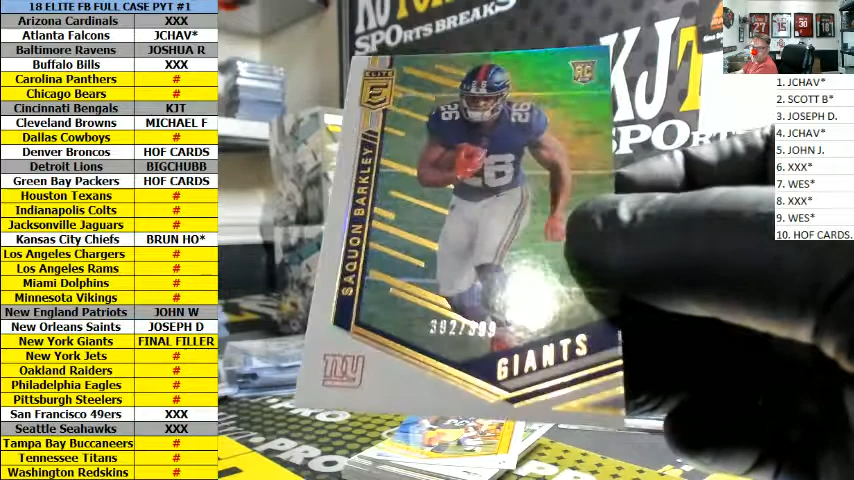 18 ELITE FB FULL CASE PYT #1
Arizona Cardinals XXX
Atlanta Falcons JCHAV*
Baltimore Ravens JOSHUA R
Buffalo Bills XXX
Carolina Panthers #
Chicago Bears #
Cincinnati Bengals KJT
Cleveland Browns MICHAEL F
Dallas Cowboys #
Denver Broncos HOF CARDS
Detroit Lions BIGCHUBB
Green Bay Packers HOF CARDS
Houston Texans #
Indianapolis Colts #
Jacksonville Jaguars #
Kansas City Chiefs BRUN HO*
Los Angeles Chargers #
Los Angeles Rams #
Miami Dolphins #
Minnesota Vikings #
New England Patriots JOHN W
New Orleans Saints JOSEPH D
New York Giants FINAL FILLER
New York Jets #
Oakland Raiders #
Philadelphia Eagles #
Pittsburgh Steelers #
San Francisco 49ers XXX
Seattle Seahawks XXX
Tampa Bay Buccaneers #
Tennessee Titans #
Washington Redskins #
SPORTS BREAKS
KJT
SPORTS
ELITE
RC
26 26
26
SAQUON BARKLEY
392/399
GIANTS
ny
PRO
1. JCHAV*
2. SCOTT B*
3. JOSEPH D.
4. JCHAV*
5. JOHN J.
6. XXX*
7. WES*
8. XXX*
9. WES*
10. HOF CARDS.